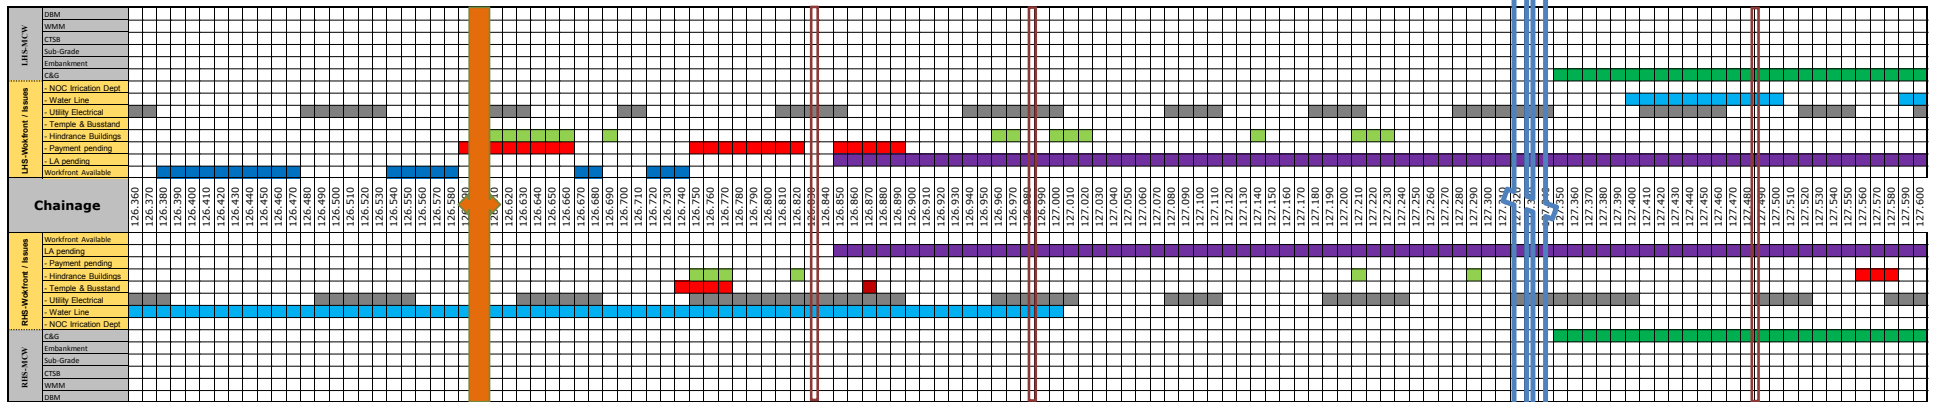 LHS-MCW
DBM
WMM
CTSB
Sub-Grade
Embankment
C&G
LHS-Wokfront / Issues
- NOC Irrication Dept
- Water Line
- Utility Electrical
- Temple & Busstand
- Hindrance Buildings
- Payment pending
- LA pending
Workfront Available
Chainage
126.360 126.370 126.380 126.390 126.400 126.410 126.420 126.430 126.440 126.450 126.460 126.470 126.480 126.490 126.500 126.510 126.520 126.530 126.540 126.550 126.560 126.570 126.580 126.620 126.630 126.640 126.650 126.660 126.670 126.680 126.690 126.700 126.710 126.720 126.730 126.740 126.750 126.760 126.770 126.780 126.790 126.800 126.810 126.820 126.840 126.850 126.860 126.870 126.880 126.890 126.900 126.910 126.920 126.930 126.940 126.950 126.960 126.970 126.990 127.000 127.010 127.020 127.030 127.040 127.050 127.060 127.070 127.080 127.090 127.100 127.110 127.120 127.130 127.140 127.150 127.160 127.170 127.180 127.190 127.200 127.210 127.220 127.230 127.240 127.250 127.260 127.270 127.280 127.290 127.300 127.360 127.370 127.380 127.390 127.400 127.410 127.420 127.430 127.440 127.450 127.460 127.470 127.480 127.500 127.510 127.520 127.530 127.540 127.550 127.560 127.570 127.580 127.590 127.600
RHS-Wokfront / Issues
Workfront Available
LA pending
- Payment pending
- Hindrance Buildings
- Temple & Busstand
- Utility Electrical
- Water Line
- NOC Irrication Dept
RHS-MCW
C&G
Embankment
Sub-Grade
CTSB
WMM
DBM